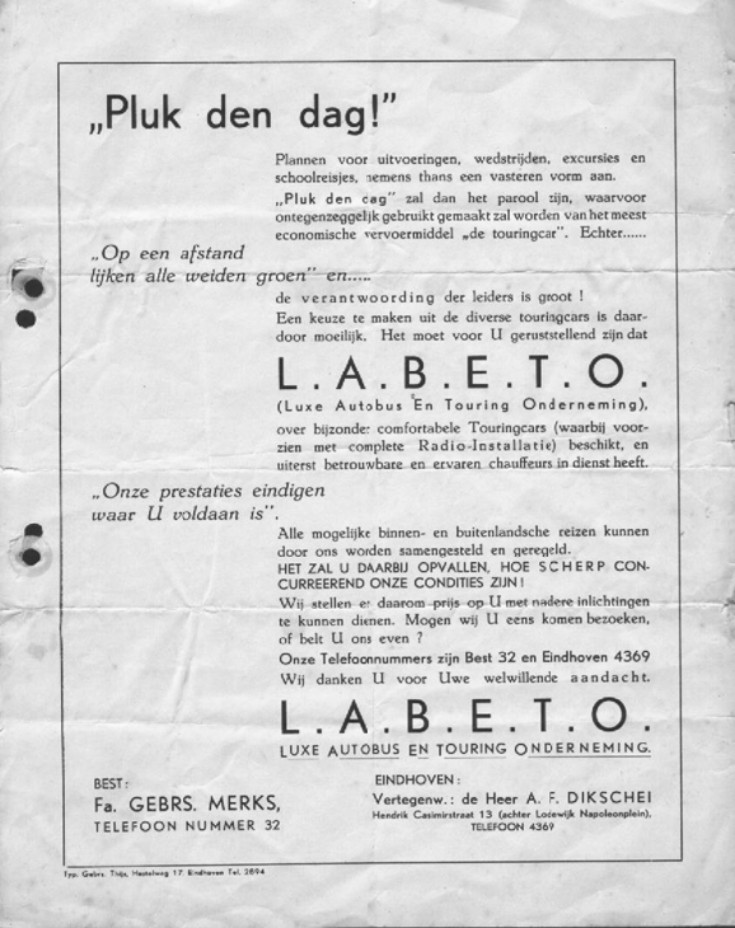 „Pluk den dag!”
Plannen voor uitvoeringen, wedstrijden, excursies en
schoolreisjes, nemens thans een vasteren vorm aan.
„Pluk den dag” zal dan het parool zijn, waarvoor
ontegenzeggelijk gebruikt gemaakt zal worden van het meest
economische vervoermiddel „de touringcar”. Echter......
„Op een afstand
lijken alle weiden groen” en.....
de verantwoording der leiders is groot !
Een keuze te maken uit de diverse touringcars is daar-
door moeilijk. Het moet voor U geruststellend zijn dat
L.A.B.E.T.O.
(Luxe Autobus En Touring Onderneming),
over bijzonder comfortabele Touringcars (waarbij voor-
zien met complete Radio-Installatie) beschikt, en
uiterst betrouwbare en ervaren chauffeurs in dienst heeft.
„Onze prestaties eindigen
waar U voldaan is”.
Alle mogelijke binnen- en buitenlandsche reizen kunnen
door ons worden samengesteld en geregeld.
HET ZAL U DAARBIJ OPVALLEN, HOE SCHERP CON-
CURREEREND ONZE CONDITIES ZIJN!
Wij stellen er daarom prijs op U met nadere inlichtingen
te kunnen dienen. Mogen wij U eens komen bezoeken,
of belt U ons even ?
Onze Telefoonnummers zijn Best 32 en Eindhoven 4369
Wij danken U voor Uwe welwillende aandacht.
L.A.B.E.T.O.
LUXE AUTOBUS EN TOURING ONDERNEMING.
BEST:
Fa. GEBRS. MERKS,
TELEFOON NUMMER 32
EINDHOVEN:
Vertegenw.: de Heer A. F. DIKSCHEI
Hendrik Casimirstraat 13 (achter Lodewijk Napoleonplein),
TELEFOON 4369
Typ. Gebrs. Thijs, 17. Eindhoven Tel. 2694